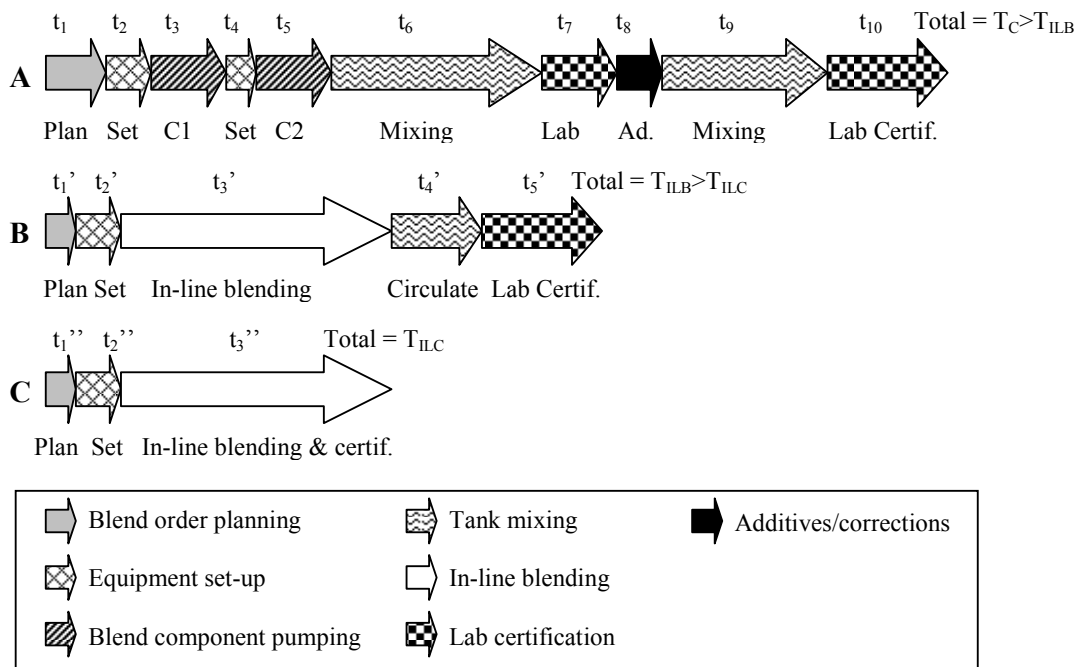 t1 t2 t3 t4 t5 t6 t7 t8 t9 t10 Total = TC>TILB
A
Plan Set C1 Set C2 Mixing Lab Ad. Mixing Lab Certif.
t1’ t2’ t3’ t4’ t5’ Total = TILB>TILC
B
Plan Set In-line blending Circulate Lab Certif.
t1’’ t2’’ t3’’ Total = TILC
C
Plan Set In-line blending & certif.
Blend order planning Tank mixing Additives/corrections
Equipment set-up In-line blending
Blend component pumping Lab certification